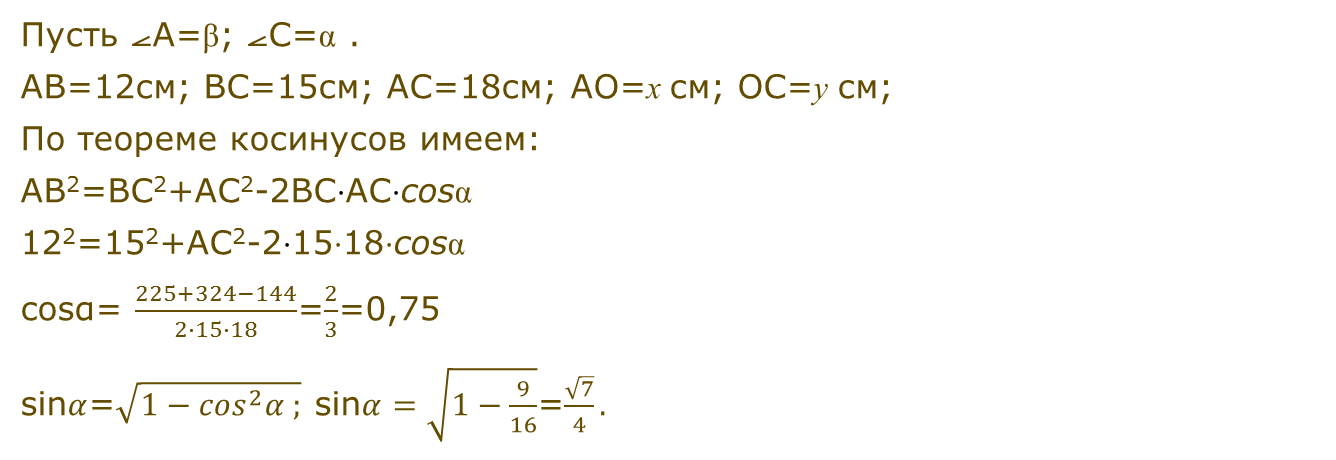 Пусть ∠A=β; ∠C=α .
AB=12см; BC=15см; AC=18см; AO=x см; OC=y см;
По теореме косинусов имеем:
AB²=BC²+AC²-2BC·AC·cosα
12²=15²+AC²-2·15·18·cosα
cosα= (225+324−144)/(2·15·18)=2/3=0,75
sinα=√(1 − cos²α ); sinα = √(1 − 9/16)=√7/4.